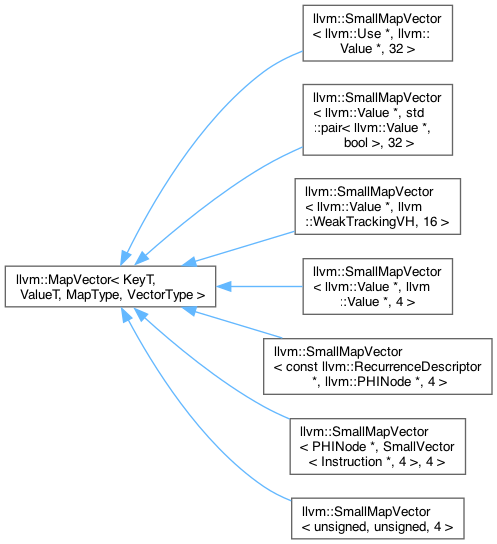 llvm::SmallMapVector
< llvm::Use *, llvm::
Value *, 32 >
llvm::SmallMapVector
< llvm::Value *, std
::pair< llvm::Value *,
bool >, 32 >
llvm::SmallMapVector
< llvm::Value *, llvm
::WeakTrackingVH, 16 >
llvm::MapVector< KeyT,
ValueT, MapType, VectorType >
llvm::SmallMapVector
< llvm::Value *, llvm
::Value *, 4 >
llvm::SmallMapVector
< const llvm::RecurrenceDescriptor
*, llvm::PHINode *, 4 >
llvm::SmallMapVector
< PHINode *, SmallVector
< Instruction *, 4 >, 4 >
llvm::SmallMapVector
< unsigned, unsigned, 4 >